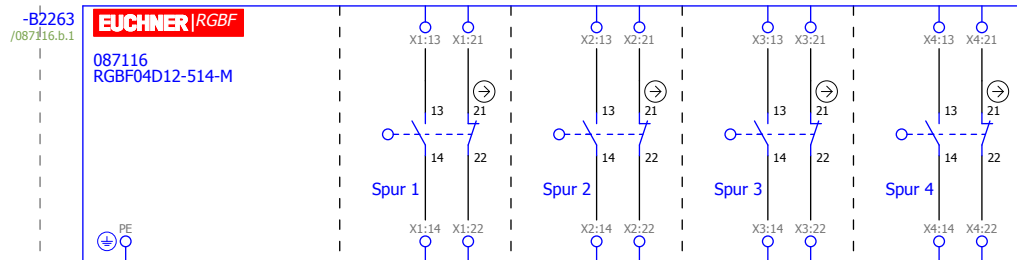 -B2263
/087116.b.1
EUCHNER RGBF
087116
RGBF04D12-514-M
X1:13 X1:21 X2:13 X2:21 X3:13 X3:21 X4:13 X4:21
13 21 13 21 13 21 13 21
14 22 14 22 14 22 14 22
Spur 1 Spur 2 Spur 3 Spur 4
PE X1:14 X1:22 X2:14 X2:22 X3:14 X3:22 X4:14 X4:22